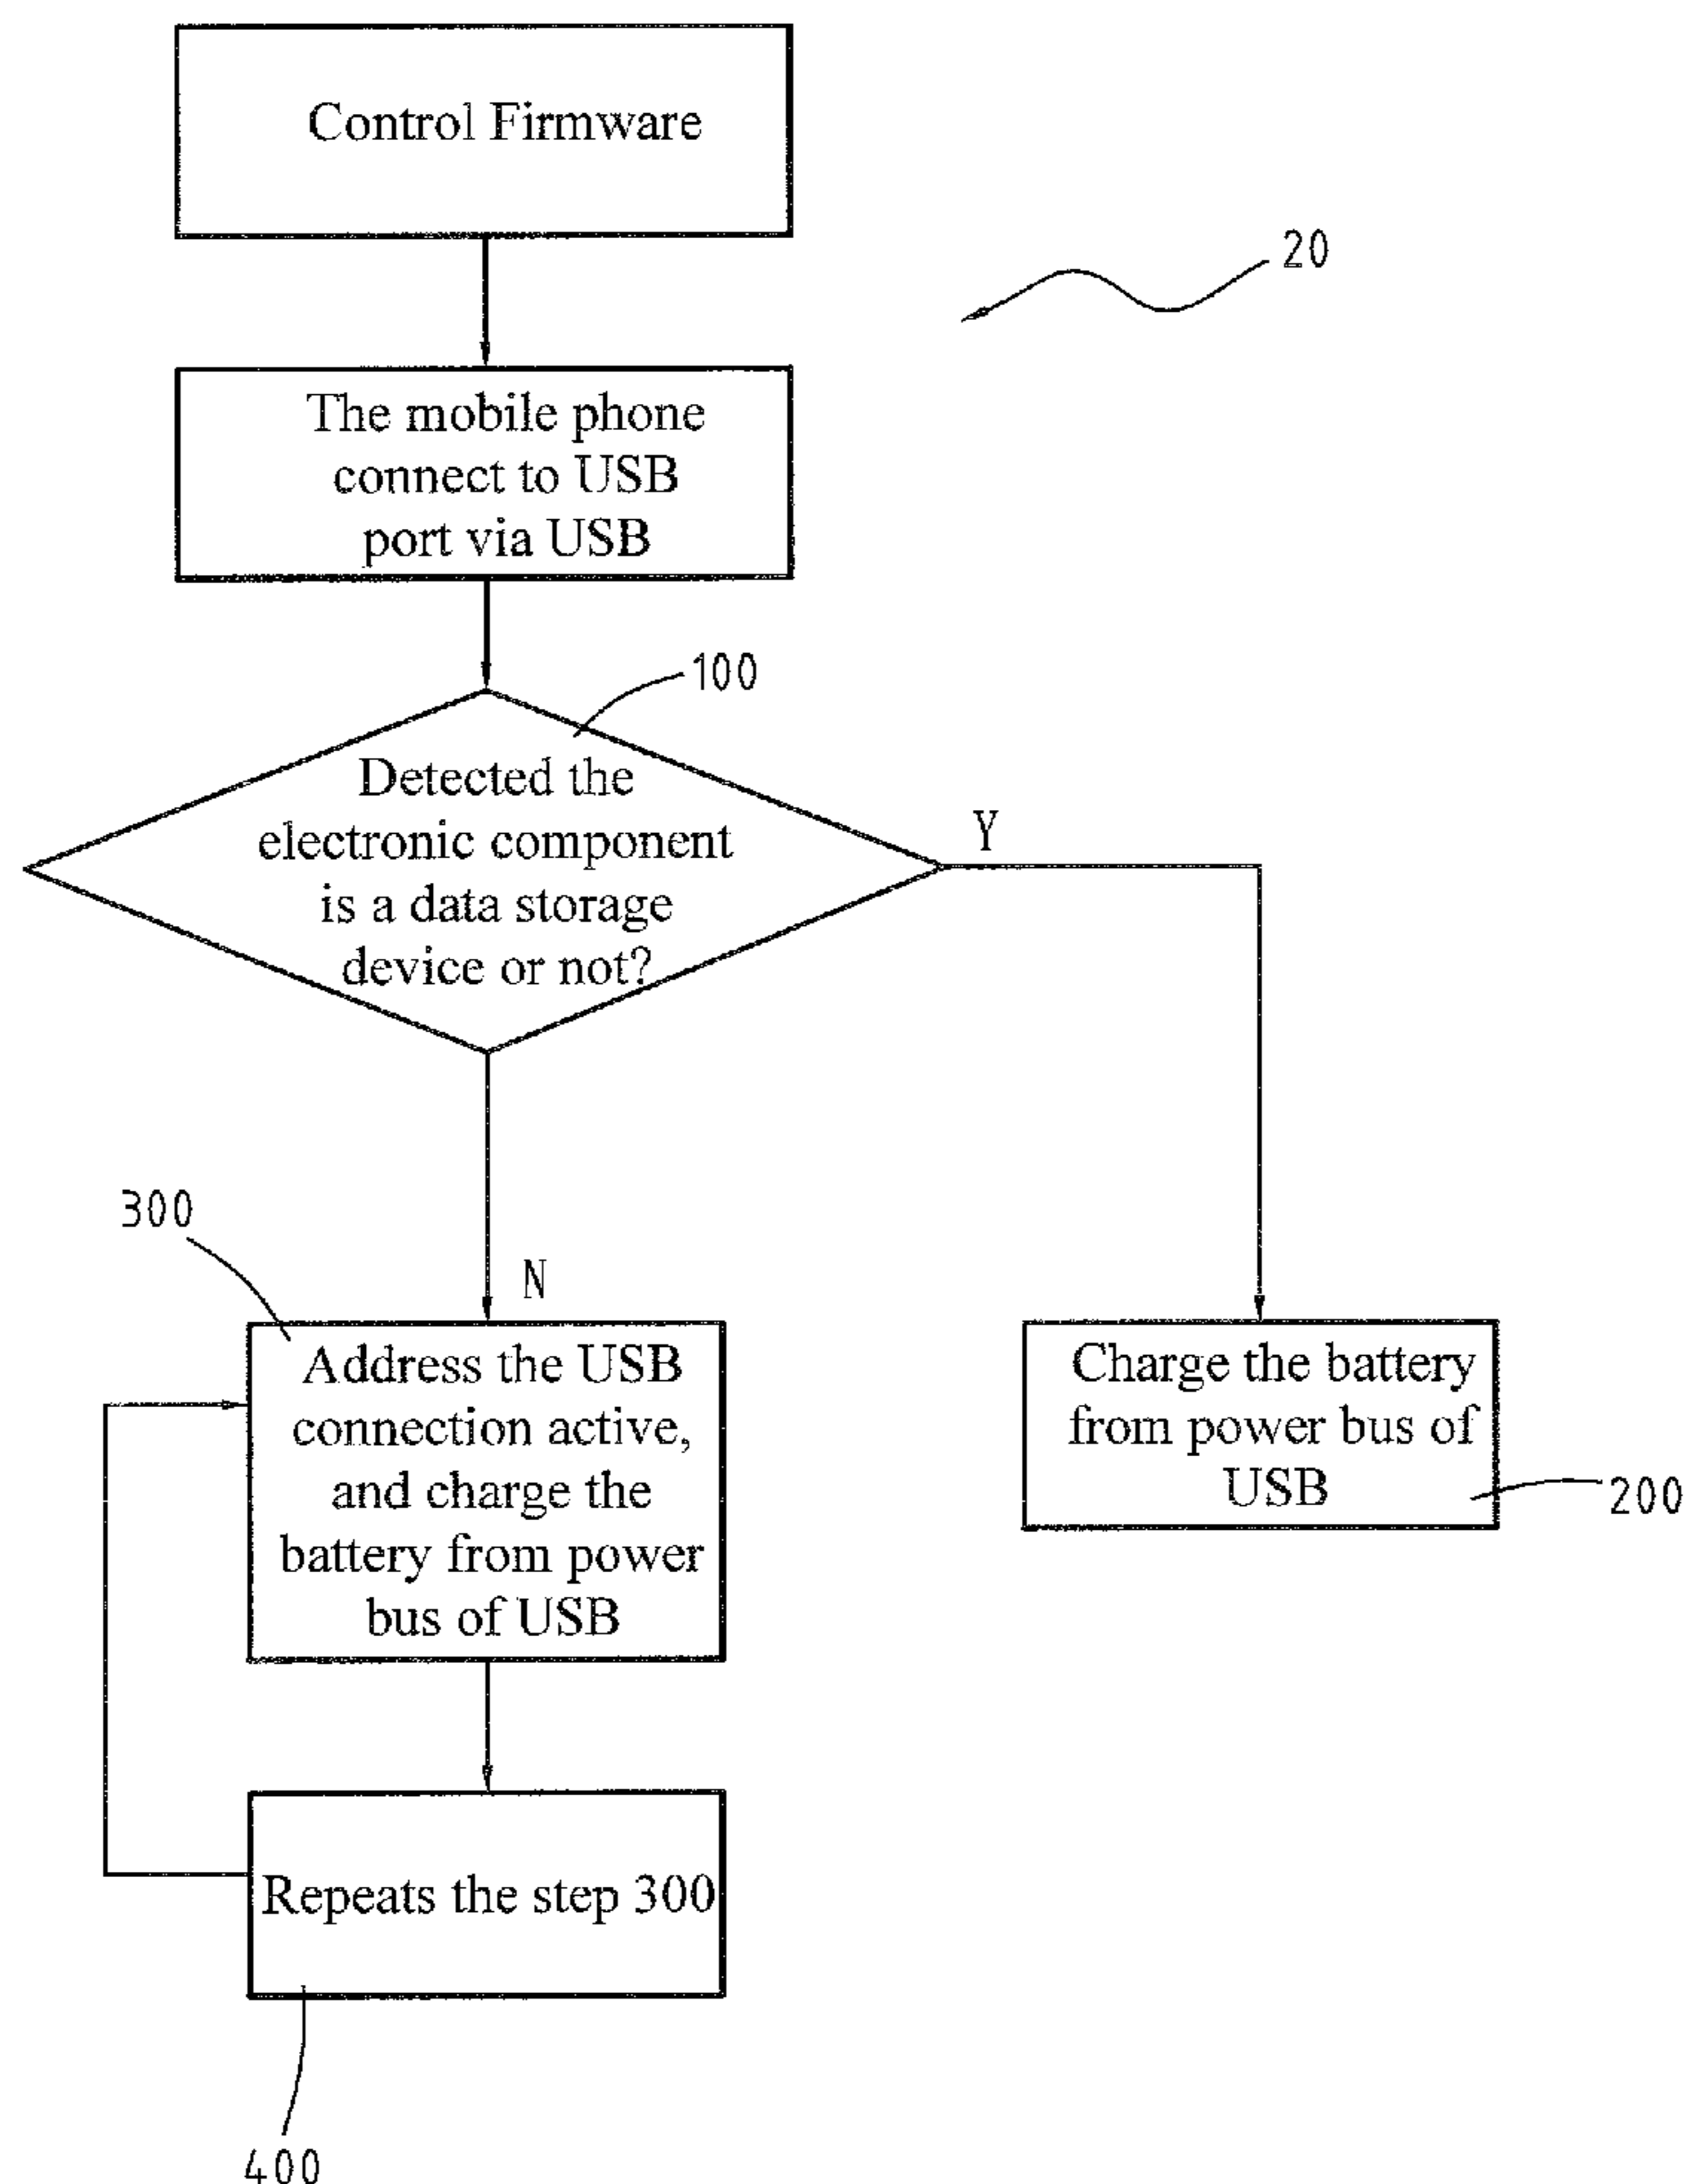 Control Firmware
20
The mobile phone
connect to USB
port via USB
100
Detected the
electronic component
is a data storage
device or not?
Y
300
N
Address the USB
connection active,
and charge the
battery from power
bus of USB
Charge the battery
from power bus of
USB
200
Repeats the step 300
400